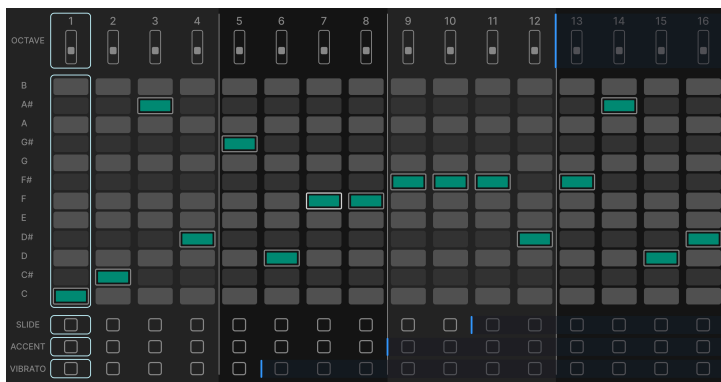 1 2 3 4 5 6 7 8 9 10 11 12 13 14 15 16
OCTAVE
B
A#
A
G#
G
F#
F
E
D#
D
C#
C
SLIDE
ACCENT
VIBRATO